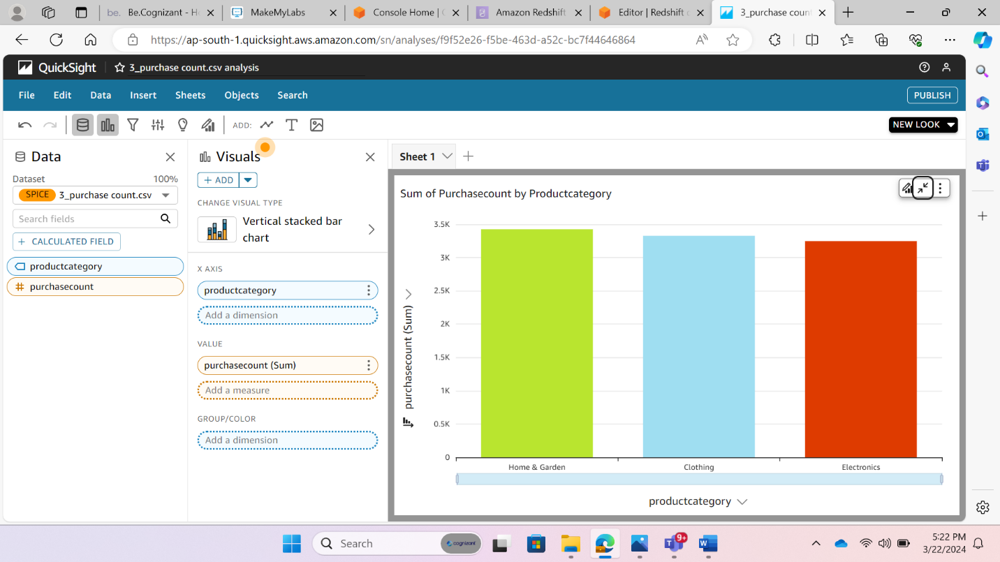 be. Be.Cognizant - H
MakeMyLabs
Console Home |
Amazon Redshift
Editor | Redshift
3_purchase count
https://ap-south-1.quicksight.aws.amazon.com/sn/analyses/f9f52e26-f5be-463d-a52c-bc7f44646864
QuickSight
3_purchase count.csv analysis
File Edit Data Insert Sheets Objects Search
PUBLISH
ADD:
NEW LOOK
Data
Dataset 100%
SPICE 3_purchase count.csv
Search fields
+ CALCULATED FIELD
productcategory
# purchasecount
Visuals
+ ADD
CHANGE VISUAL TYPE
Vertical stacked bar
chart
X AXIS
productcategory
Add a dimension
VALUE
purchasecount (Sum)
Add a measure
GROUP/COLOR
Add a dimension
Sheet 1
Sum of Purchasecount by Productcategory
purchasecount (Sum)
3.5K
3K
2.5K
2K
1.5K
1K
0.5K
0
Home & Garden Clothing Electronics
productcategory
Search
cognizant
9+
5:22 PM
3/22/2024